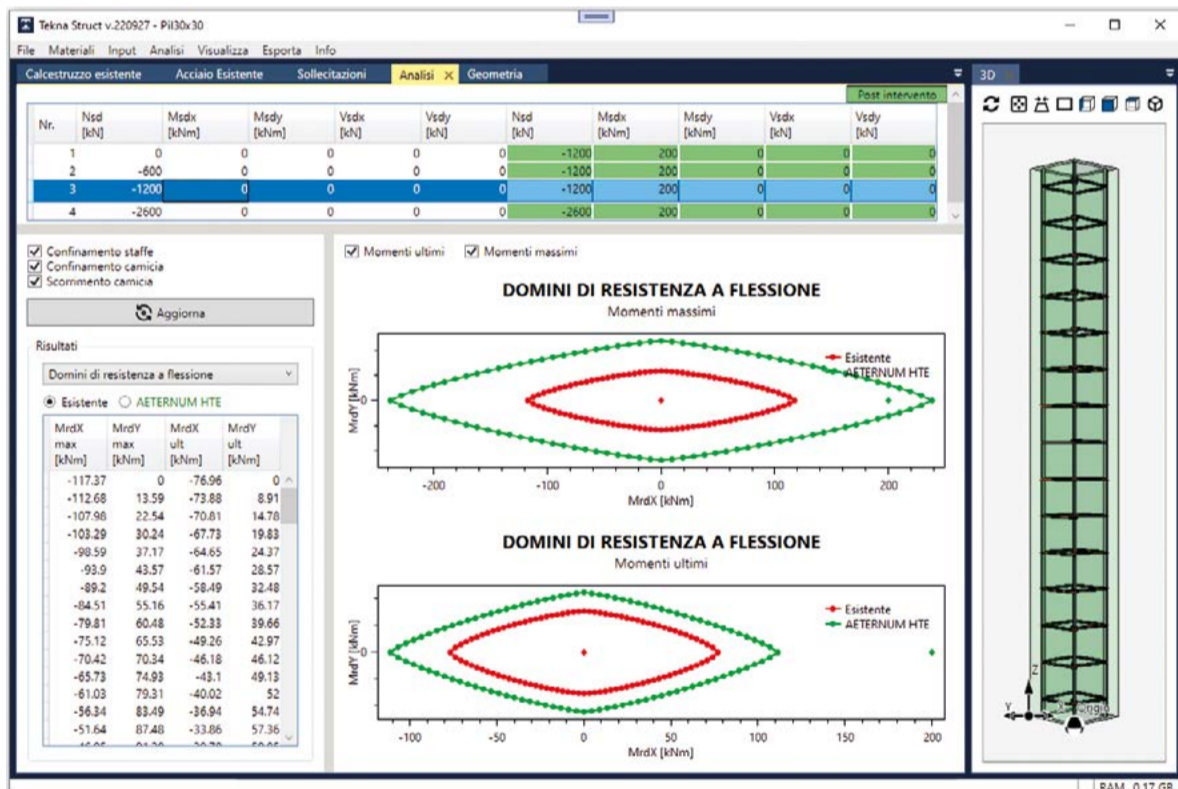 Tekna Struct v.220927 - Pil30x30
File Materiali Input Analisi Visualizza Esporta Info
Calcestruzzo esistente Acciaio Esistente Sollecitazioni Analisi Geometria 3D
Post intervento
Nr. Nsd [kN] Msdx [kNm] Msdy [kNm] Vsdx [kN] Vsdy [kN] Nsd [kN] Msdx [kNm] Msdy [kNm] Vsdx [kN] Vsdy [kN]
1 0 0 0 0 0 -1200 200 0 0 0
2 -600 0 0 0 0 -1200 200 0 0 0
3 -1200 0 0 0 0 -1200 200 0 0 0
4 -2600 0 0 0 0 -2600 200 0 0 0
Confinamento staffe
Confinamento camicia
Scorrimento camicia
Aggiorna
Risultati
Domini di resistenza a flessione
Esistente AETERNUM HTE
MrdX MrdY MrdX MrdY
max max ult ult
[kNm] [kNm] [kNm] [kNm]
-117.37 0 -76.96 0
-112.68 13.59 -73.88 8.91
-107.98 22.54 -70.81 14.78
-103.29 30.24 -67.73 19.83
-98.59 37.17 -64.65 24.37
-93.9 43.57 -61.57 28.57
-89.2 49.54 -58.49 32.48
-84.51 55.16 -55.41 36.17
-79.81 60.48 -52.33 39.66
-75.12 65.53 -49.26 42.97
-70.42 70.34 -46.18 46.12
-65.73 74.93 -43.1 49.13
-61.03 79.31 -40.02 52
-56.34 83.49 -36.94 54.74
-51.64 87.48 -33.86 57.36
Momenti ultimi Momenti massimi
DOMINI DI RESISTENZA A FLESSIONE
Momenti massimi
Esistente
AETERNUM HTE
MrdY [kNm]
0
-200 -100 0 100 200
MrdX [kNm]
DOMINI DI RESISTENZA A FLESSIONE
Momenti ultimi
Esistente
AETERNUM HTE
MrdY [kNm]
0
-100 -50 0 50 100 150 200
MrdX [kNm]
Z
Y X Origin
RAM 0.17 GB